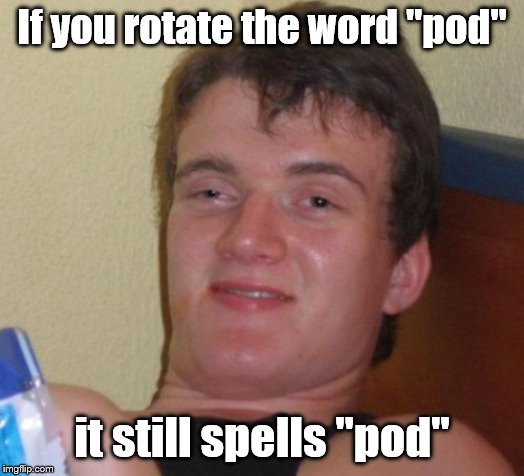 If you rotate the word "pod"
it still spells "pod"
imgflip.com